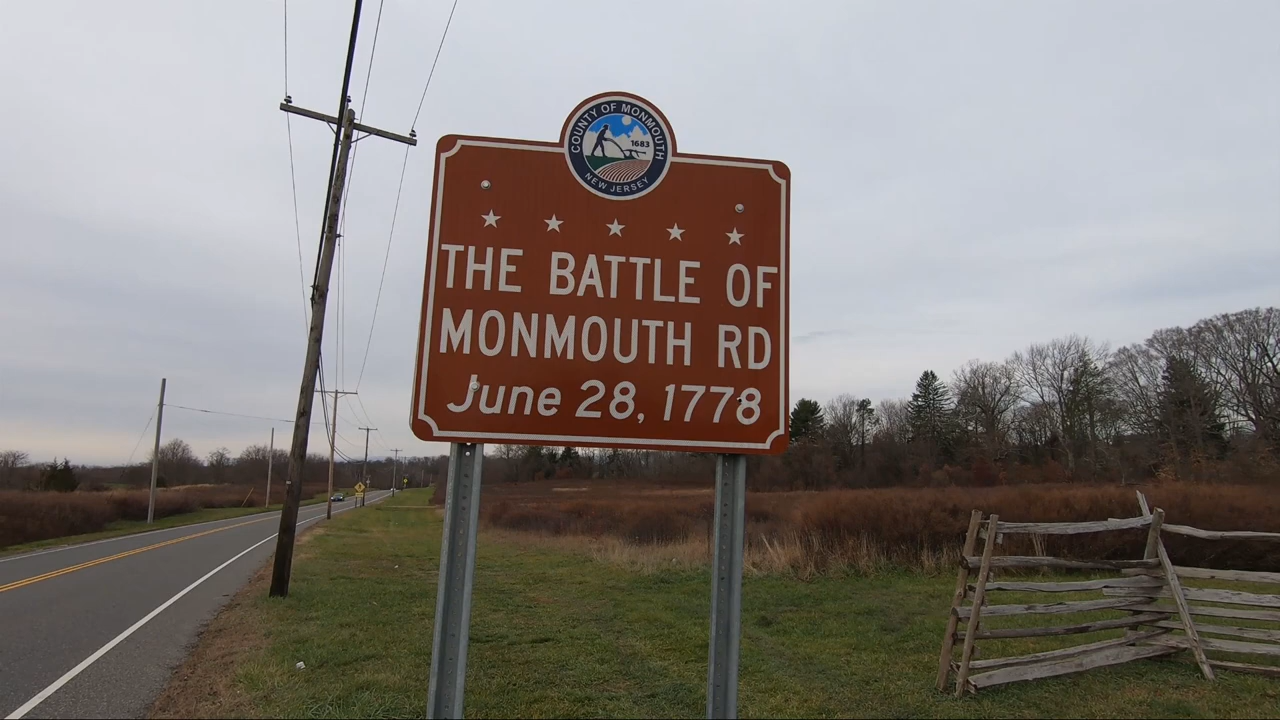 COUNTY OF MONMOUTH
1683
NEW JERSEY
THE BATTLE OF
MONMOUTH RD
June 28, 1778